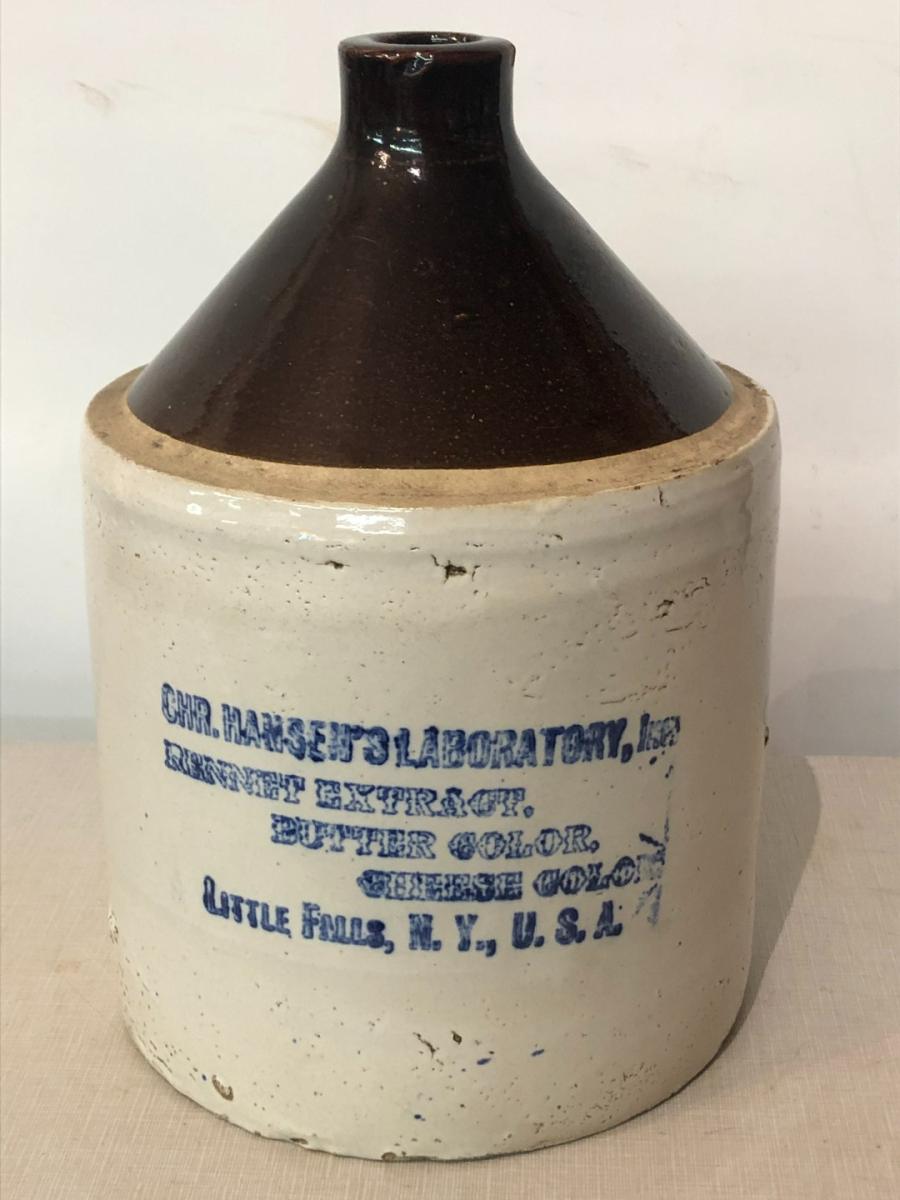 CHR. HANSEN'S LABORATORY, INC
RENNET EXTRACT.
BUTTER COLOR.
CHEESE COLOR
LITTLE FALLS, N. Y., U. S. A.